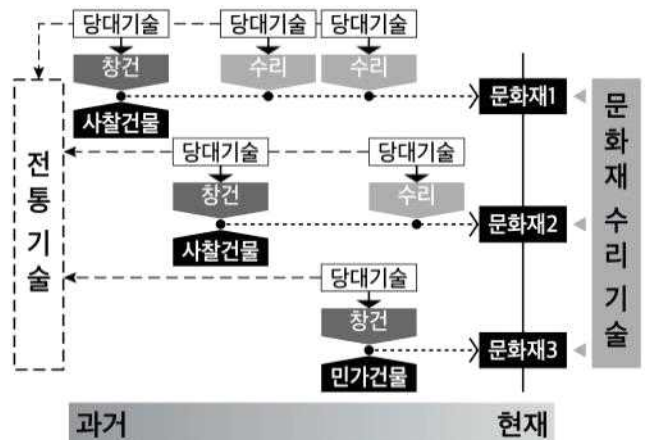 당대기술 당대기술 당대기술
창건 수리 수리
문화재1
사찰건물
당대기술 당대기술
창건 수리
문화재2
사찰건물
당대기술
창건
문화재3
민가건물
전통 기술
문화재 수리 기술
과거 현재